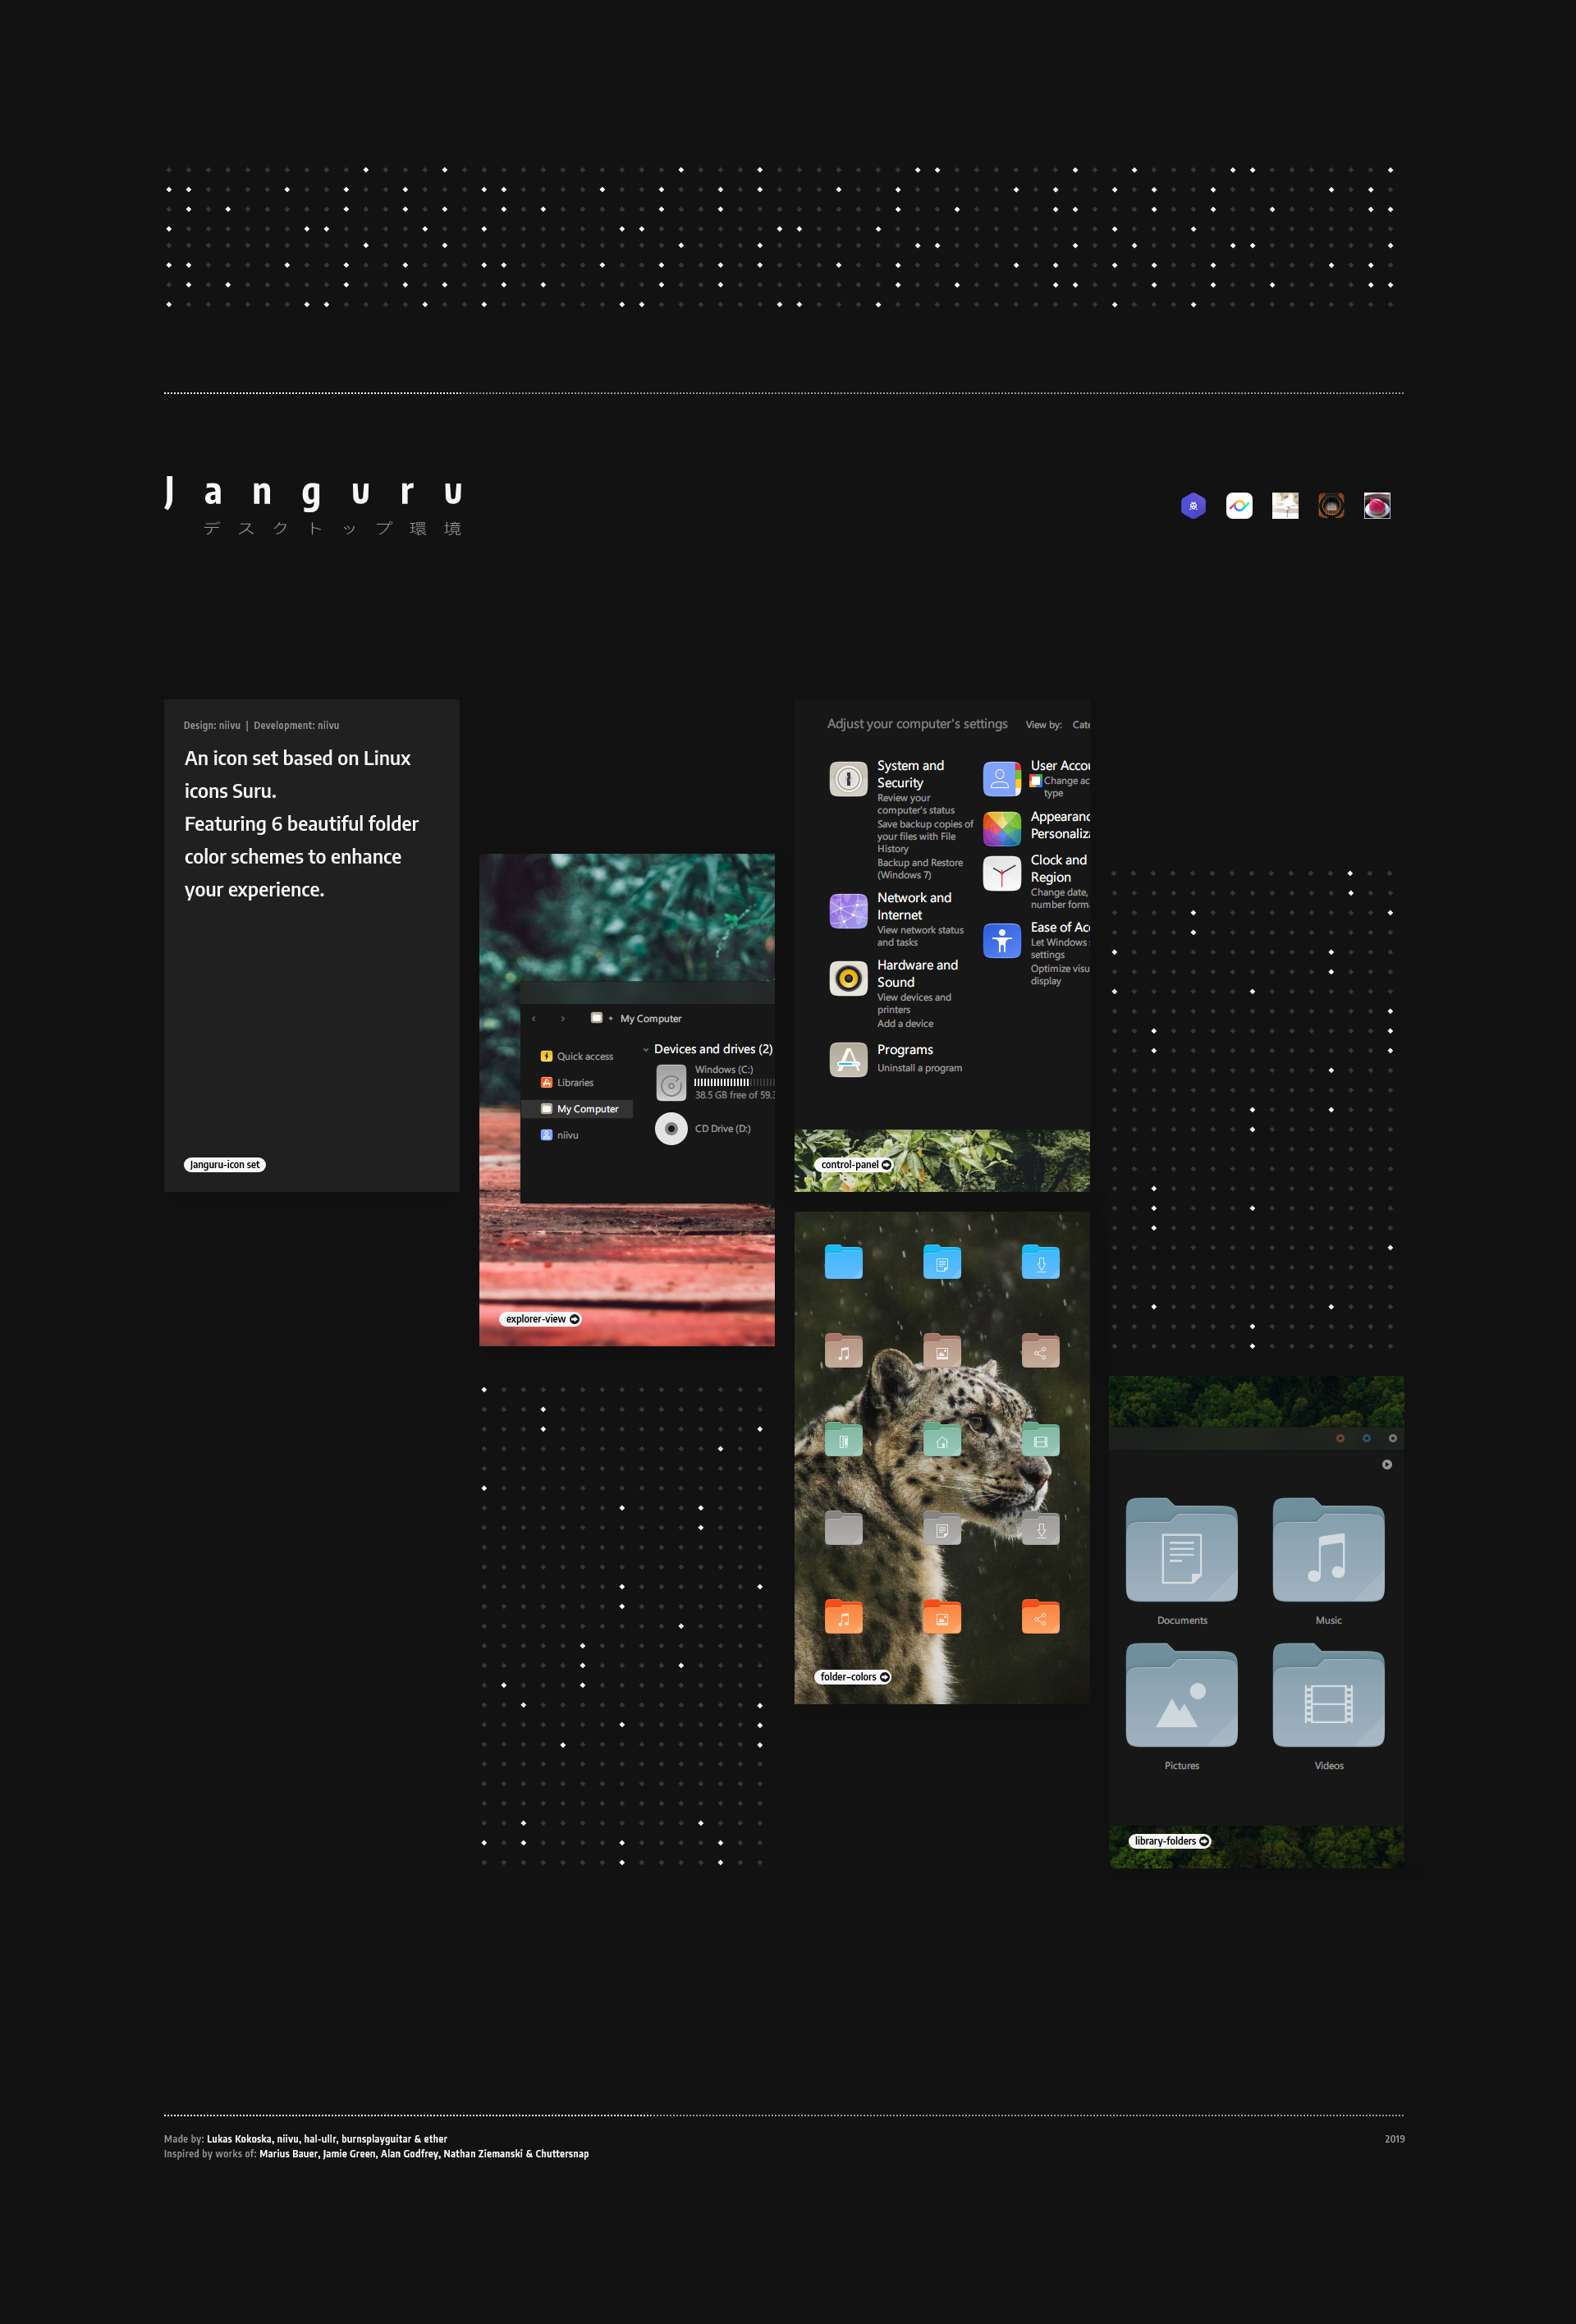 Janguru
デスクトップ環境
Design: niivu | Development: niivu
An icon set based on Linux
icons Suru.
Featuring 6 beautiful folder
color schemes to enhance
your experience.
Janguru-icon set
My Computer
Quick access
Libraries
My Computer
niivu
Devices and drives (2)
Windows (C:)
38.5 GB free of 59.3
CD Drive (D:)
explorer-view
Adjust your computer's settings
View by: Cate
System and
Security
Review your
computer's status
Save backup copies of
your files with File
History
Backup and Restore
(Windows 7)
Network and
Internet
View network status
and tasks
Hardware and
Sound
View devices and
printers
Add a device
Programs
Uninstall a program
User Accou
Change ac
type
Appearanc
Personaliza
Clock and
Region
Change date,
number form
Ease of Acc
Let Windows
settings
Optimize visu
display
control-panel
folder-colors
Documents
Music
Pictures
Videos
library-folders
Made by: Lukas Kokoska, niivu, hal-ullr, burnsplayguitar & ether
Inspired by works of: Marius Bauer, Jamie Green, Alan Godfrey, Nathan Ziemanski & Chuttersnap
2019